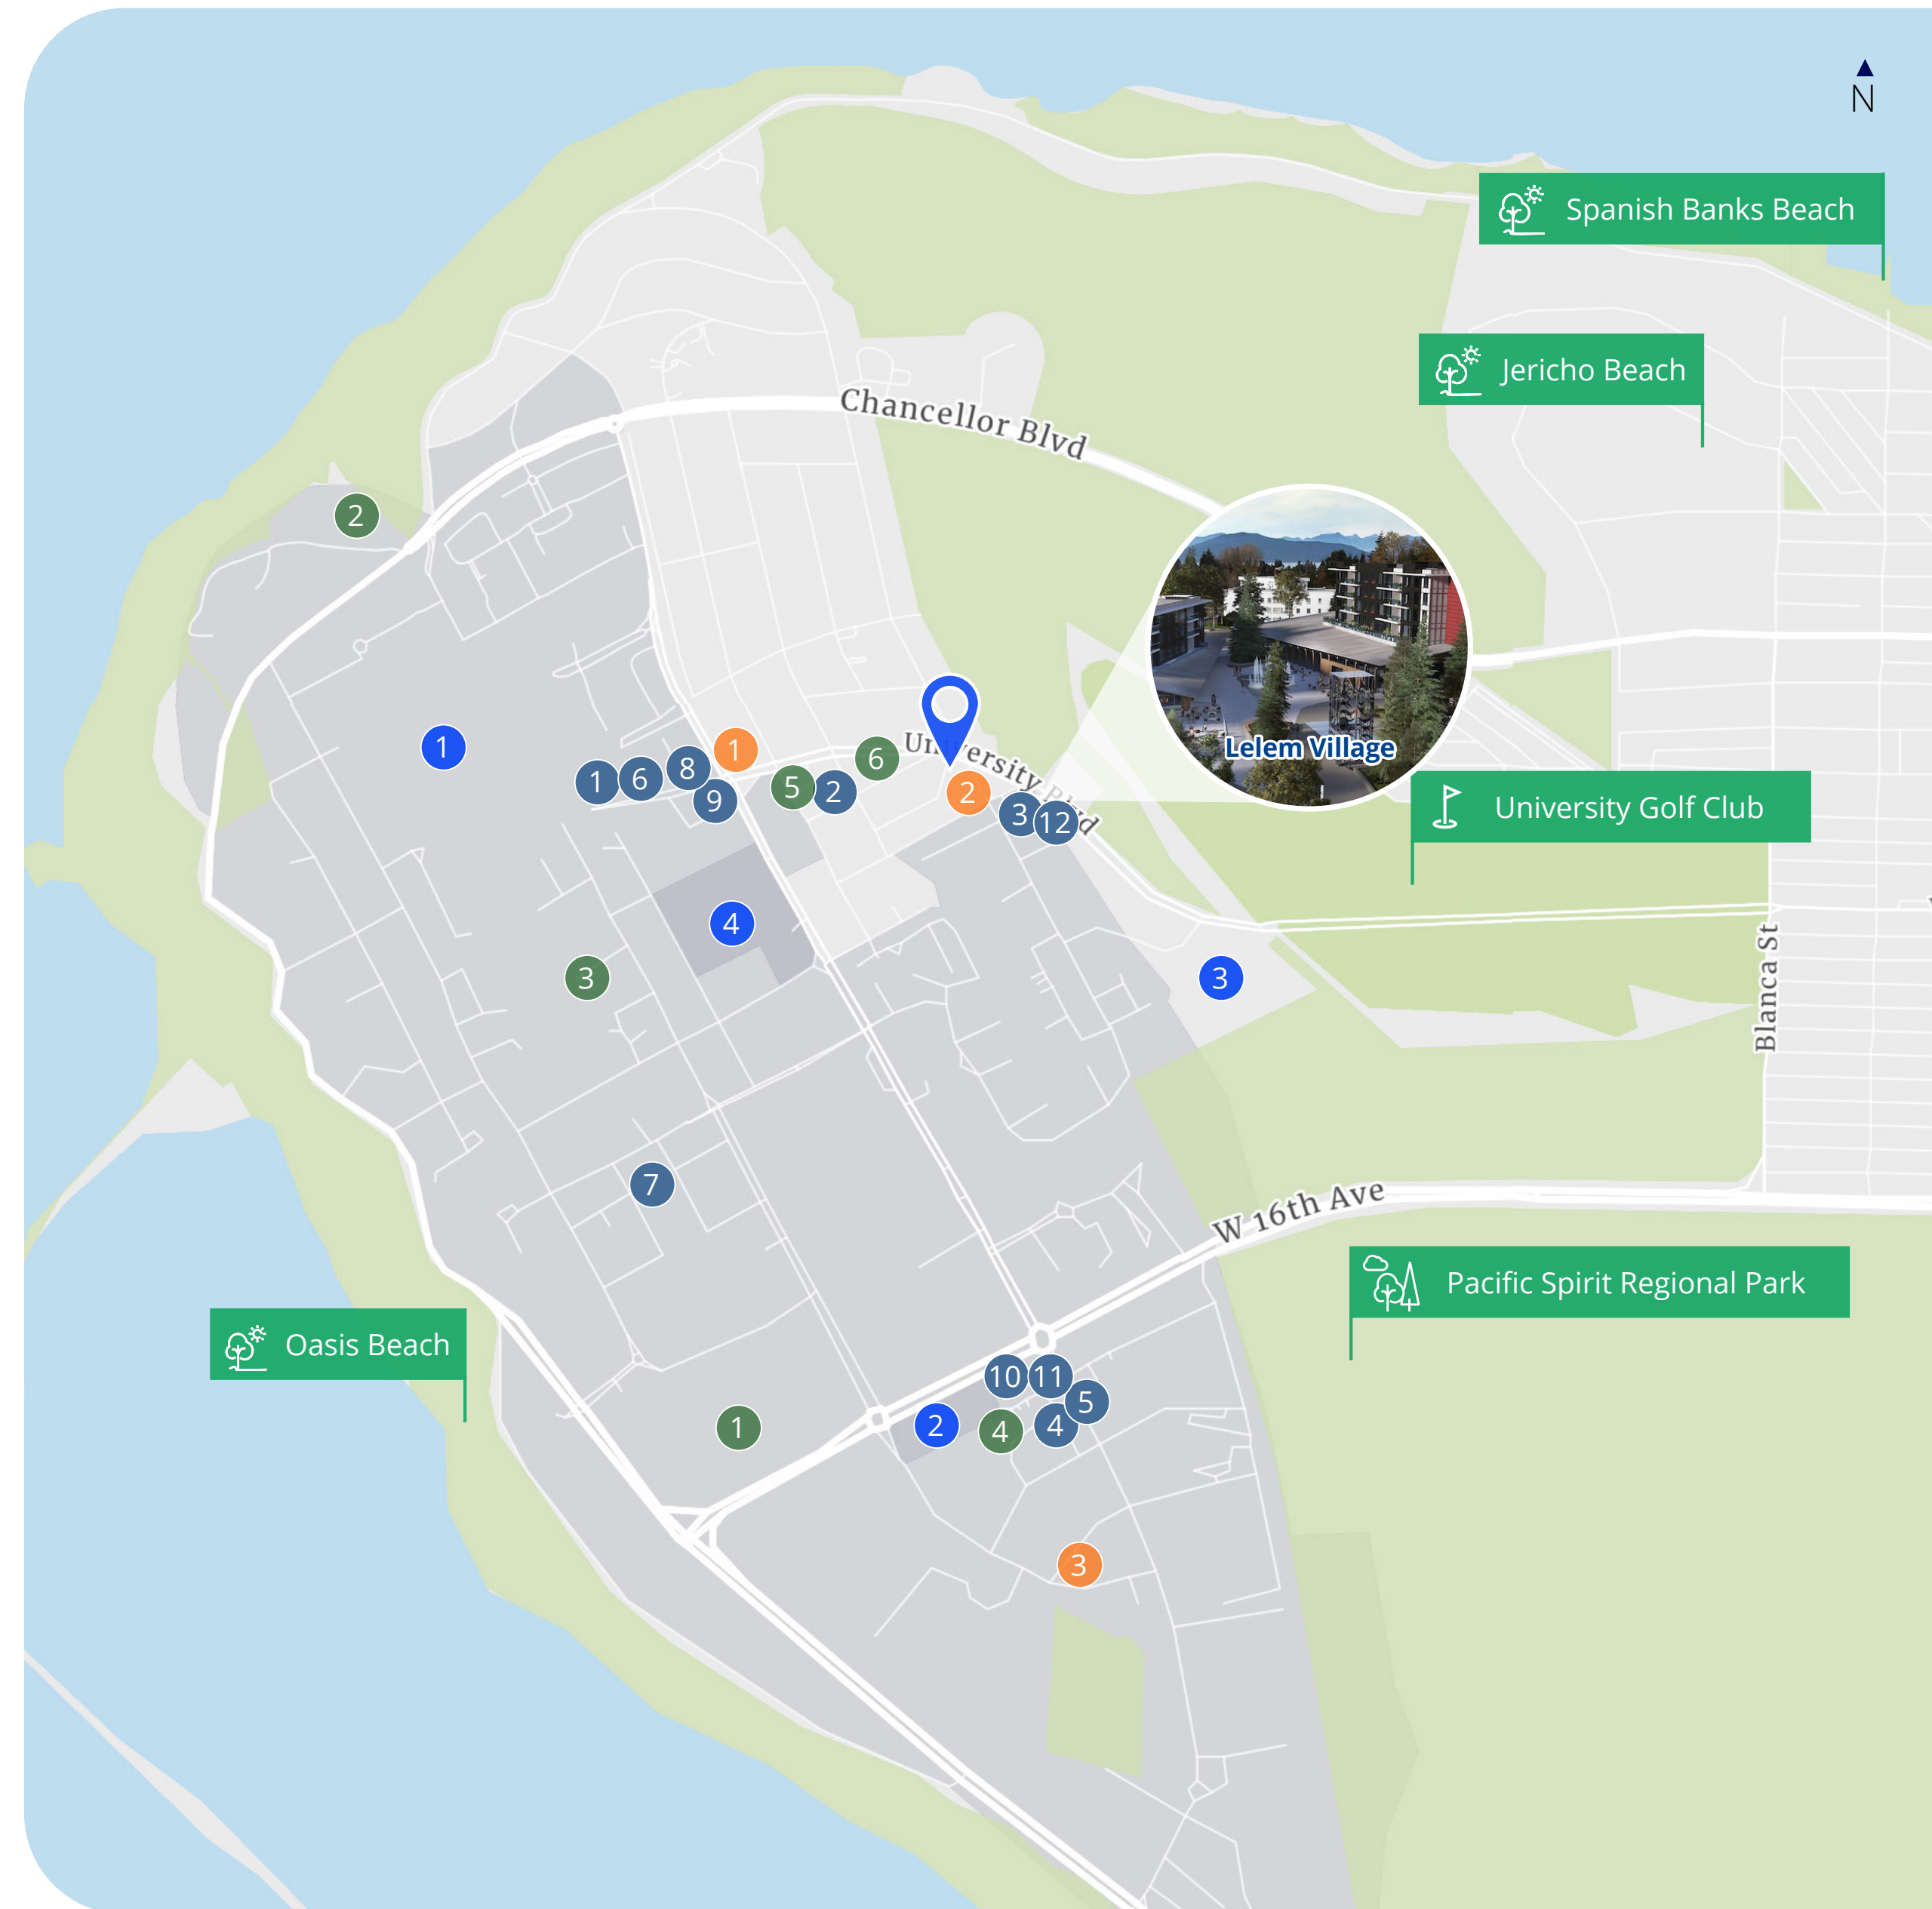 N
Spanish Banks Beach
Jericho Beach
Chancellor Blvd
2
Lelem Village
1
1
6
8
9
1
5
2
6
University Blvd
2
3
12
University Golf Club
4
3
3
Blanca St
7
W 16th Ave
Pacific Spirit Regional Park
Oasis Beach
10
11
5
1
2
4
4
3